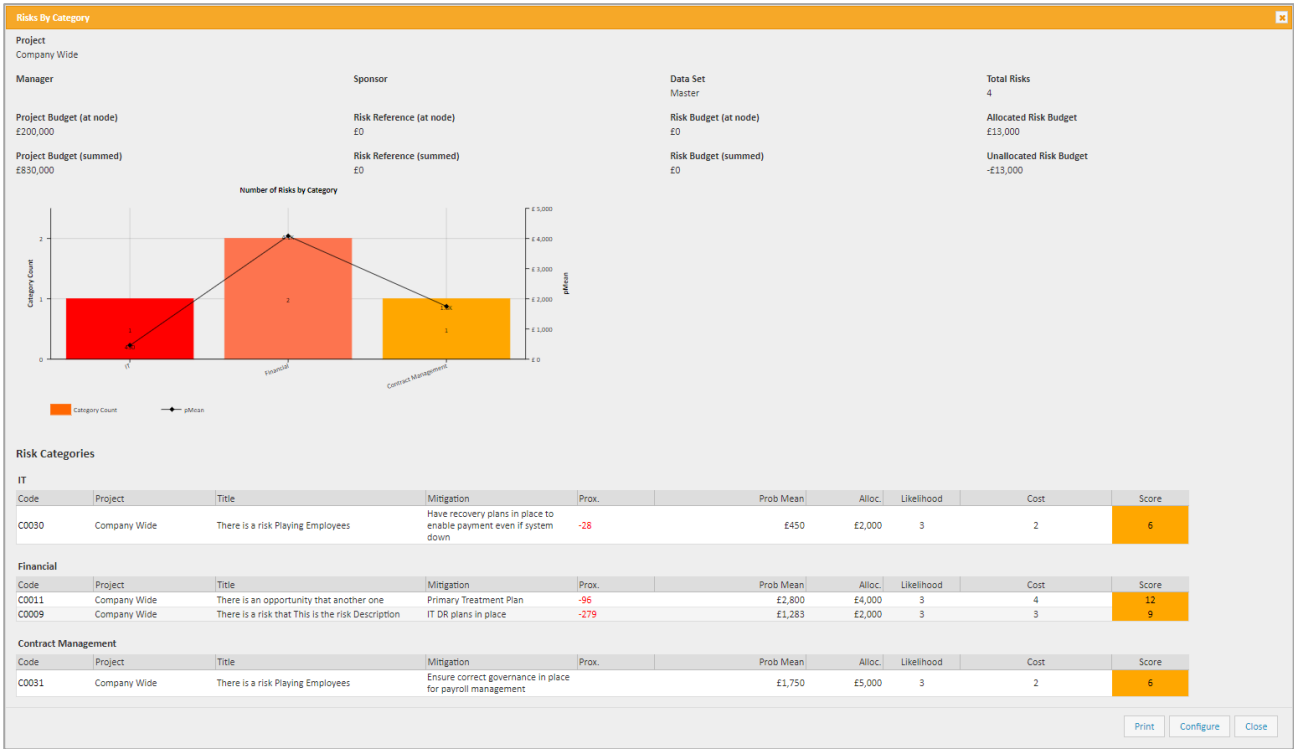 Risks By Category
x
Project
Company Wide
Manager
Sponsor
Data Set
Master
Total Risks
4
Project Budget (at node)
£200,000
Risk Reference (at node)
£0
Risk Budget (at node)
£0
Allocated Risk Budget
£13,000
Project Budget (summed)
£830,000
Risk Reference (summed)
£0
Risk Budget (summed)
£0
Unallocated Risk Budget
-£13,000
Number of Risks by Category
Category Count
2
1
0
£ 5,000
£ 4,000
£ 3,000
£ 2,000
£ 1,000
£ 0
pMean
1
2
1
IT
Financial
Contract Management
Category Count pMean
Risk Categories
IT
Code Project Title Mitigation Prox. Prob Mean Alloc. Likelihood Cost Score
C0030 Company Wide There is a risk Playing Employees Have recovery plans in place to -28 £450 £2,000 3 2 6
enable payment even if system
down
Financial
Code Project Title Mitigation Prox. Prob Mean Alloc. Likelihood Cost Score
C0011 Company Wide There is an opportunity that another one Primary Treatment Plan -96 £2,800 £4,000 3 4 12
C0009 Company Wide There is a risk that This is the risk Description IT DR plans in place -279 £1,283 £2,000 3 3 9
Contract Management
Code Project Title Mitigation Prox. Prob Mean Alloc. Likelihood Cost Score
C0031 Company Wide There is a risk Playing Employees Ensure correct governance in place £1,750 £5,000 3 2 6
for payroll management
Print Configure Close